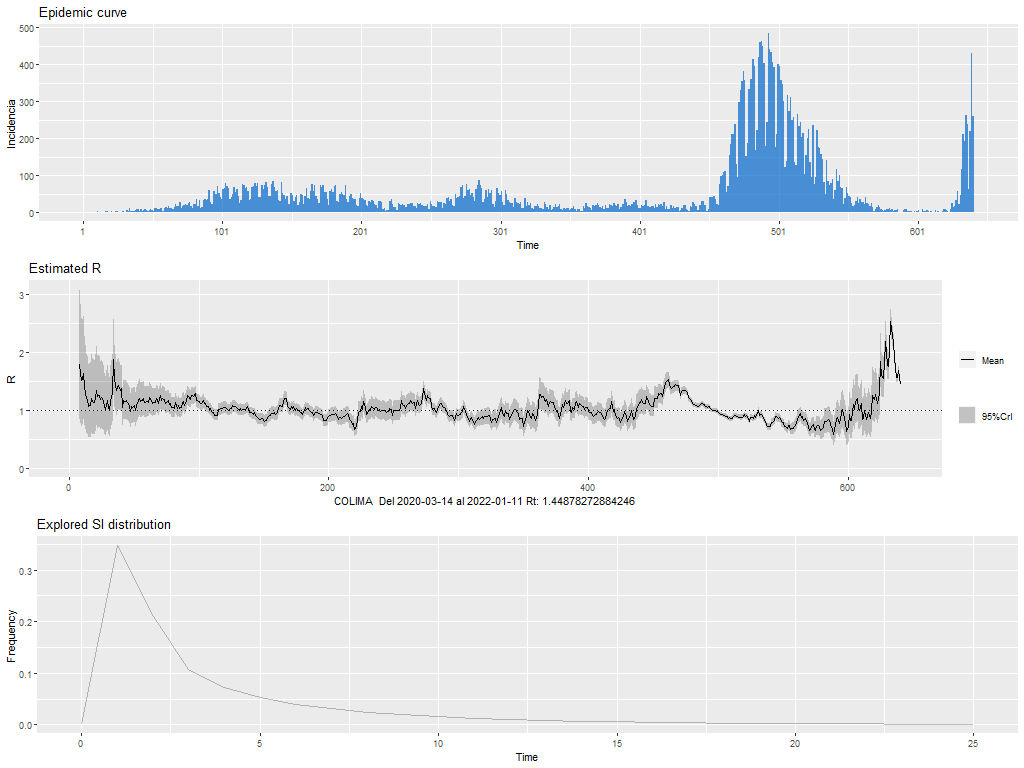 Epidemic curve
500
400
300
200
100
0
Incidencia
1
101
201
301
401
501
601
Time
Estimated R
3
2
1
0
R
0
200
400
600
COLIMA Del 2020-03-14 al 2022-01-11 Rt: 1.44878272884246
Mean
95%CrI
Explored SI distribution
0.3
0.2
0.1
0.0
Frequency
0
5
10
15
20
25
Time